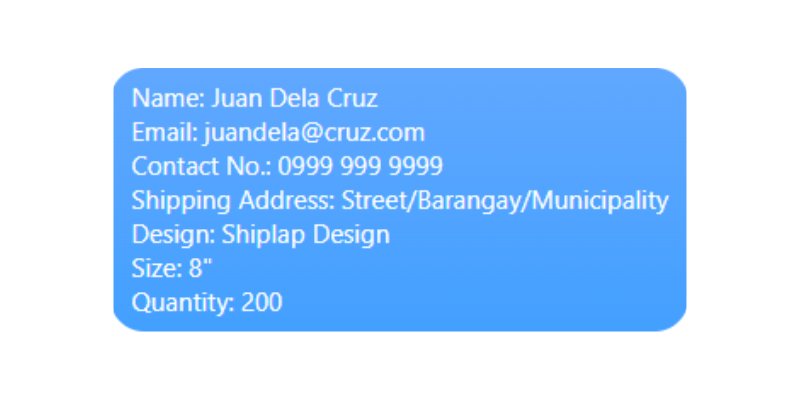 Name: Juan Dela Cruz
Email: juandela@cruz.com
Contact No.: 0999 999 9999
Shipping Address: Street/Barangay/Municipality
Design: Shiplap Design
Size: 8"
Quantity: 200